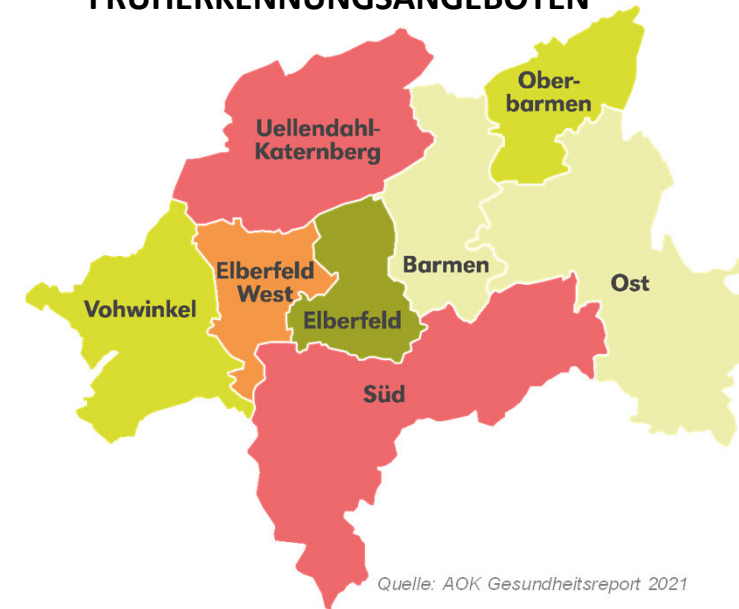 FRÜHERKENNUNGSANGEBOTEN
Ober-
barmen
Uellendahl-
Katernberg
Barmen
Elberfeld
West
Ost
Vohwinkel
Elberfeld
Süd
Quelle: AOK Gesundheitsreport 2021